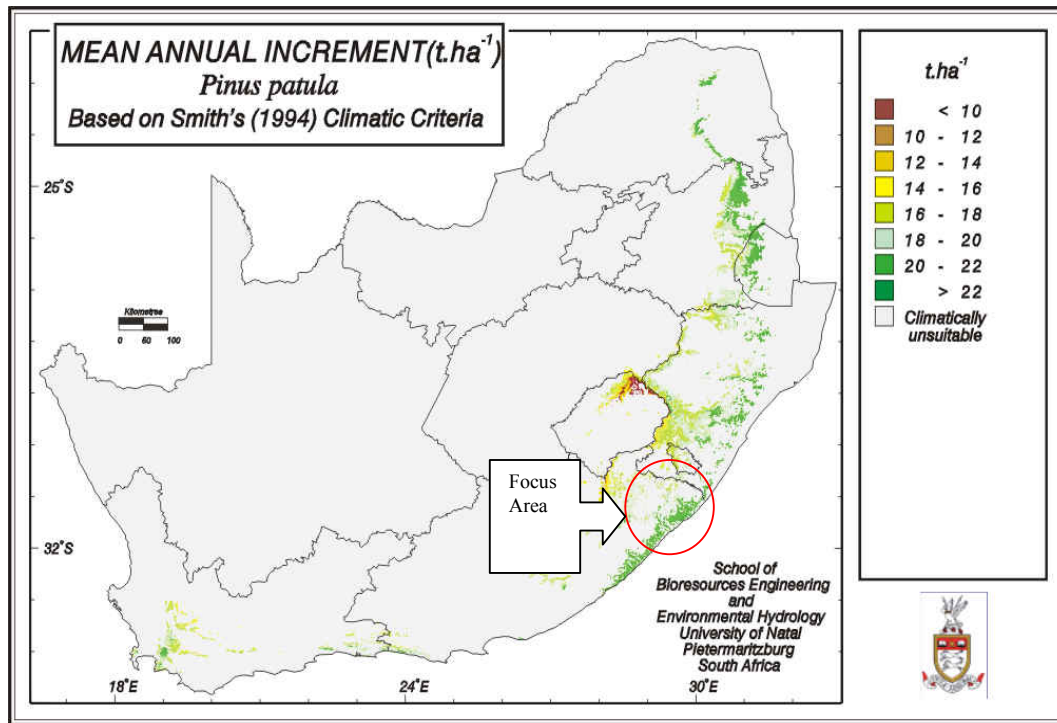 MEAN ANNUAL INCREMENT(t.ha⁻¹)
Pinus patula
Based on Smith's (1994) Climatic Criteria
t.ha⁻¹
< 10
10 - 12
12 - 14
14 - 16
16 - 18
18 - 20
20 - 22
> 22
Climatically
unsuitable
25°S
Kilometres
0 50 100
Focus
Area
32°S
School of
Bioresources Engineering
and
Environmental Hydrology
University of Natal
Pietermaritzburg
South Africa
18°E
24°E
30°E